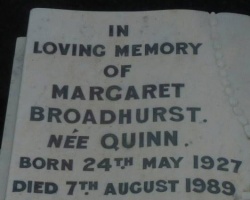 IN
LOVING MEMORY
OF
MARGARET
BROADHURST.
NÉE QUINN.
BORN 24TH MAY 1927
DIED 7TH AUGUST 1989